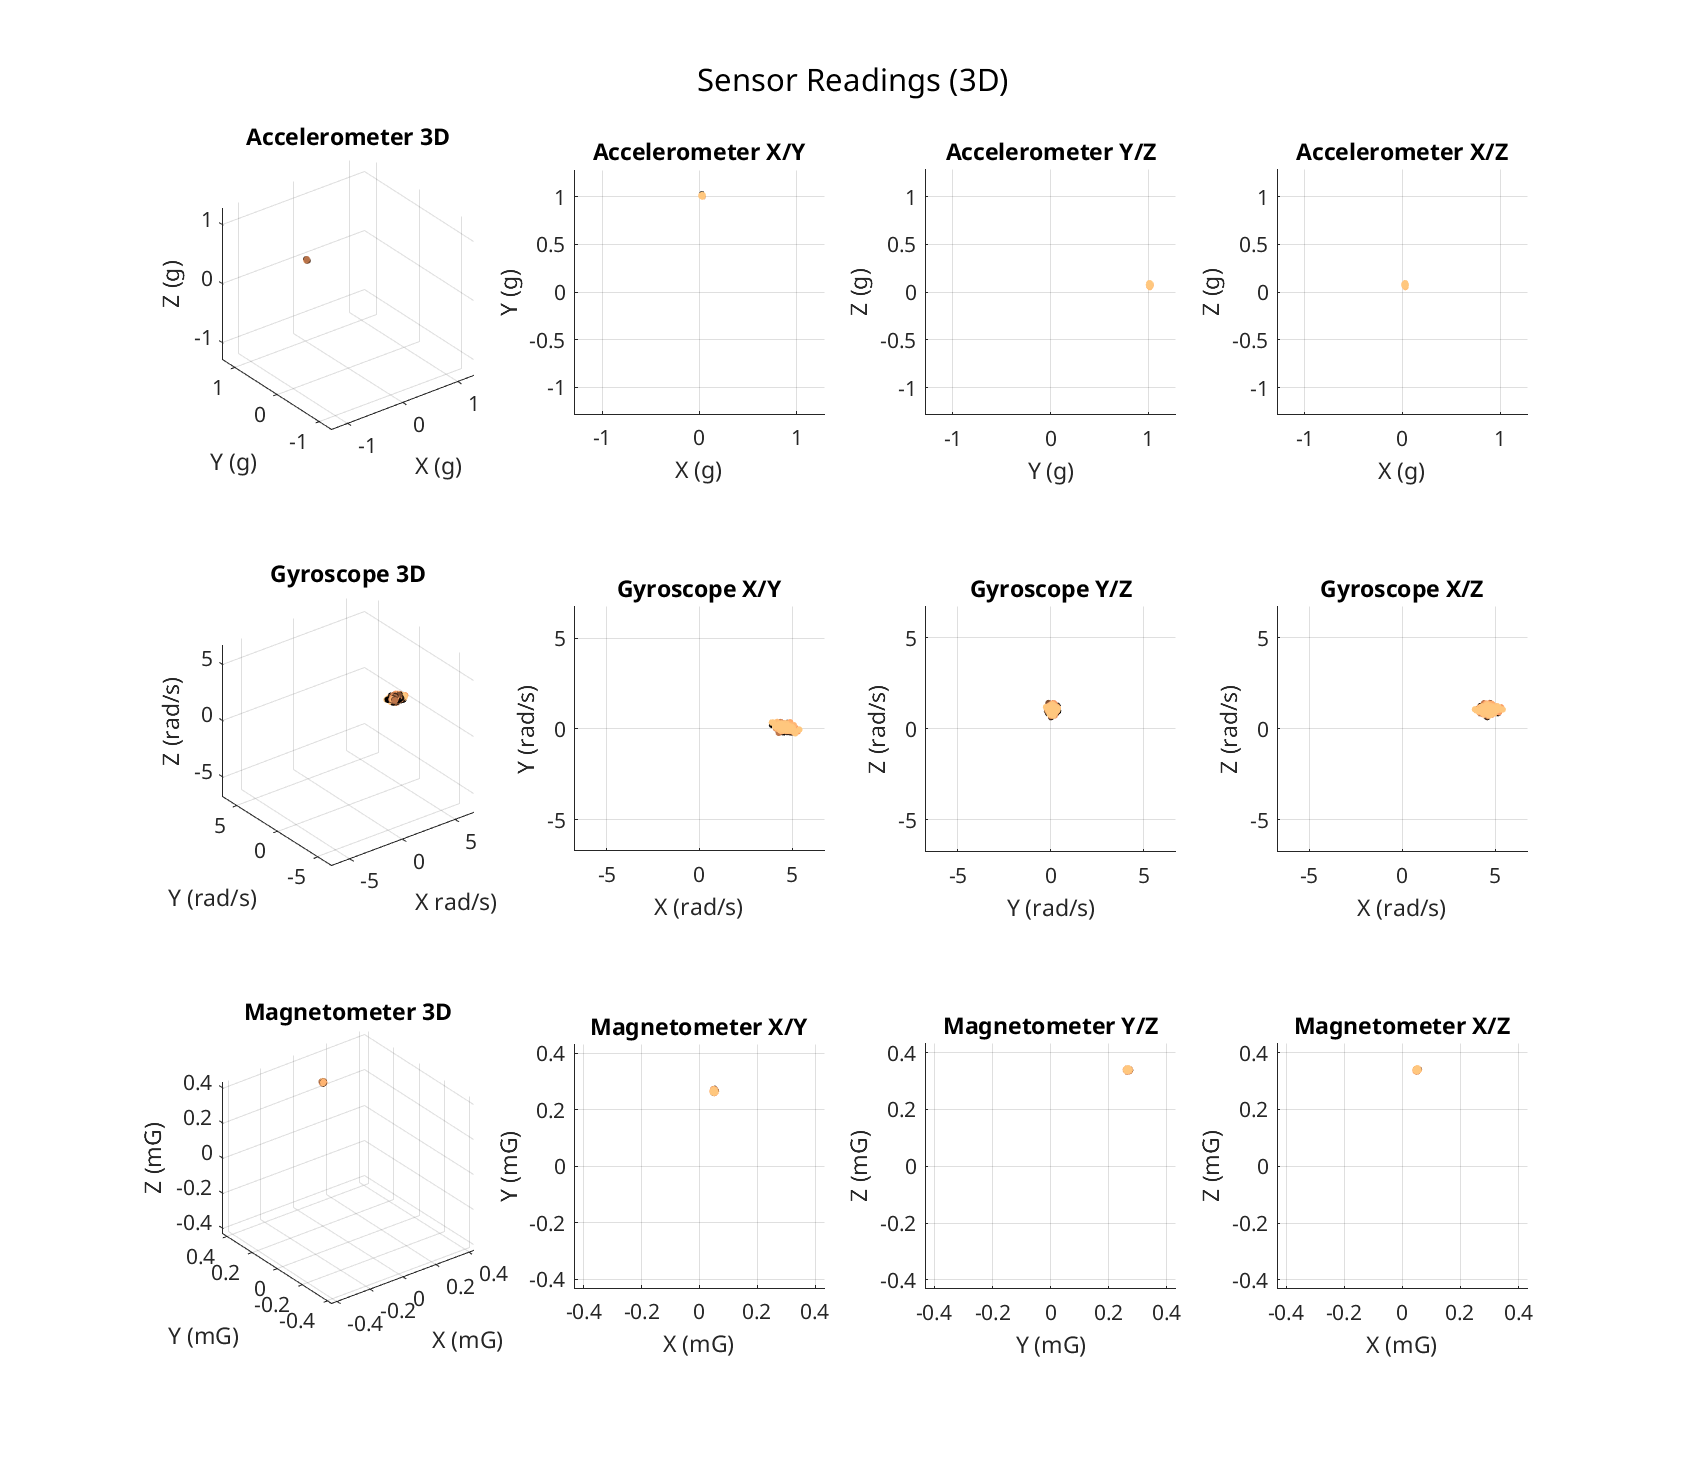 Sensor Readings (3D)
Accelerometer 3D
Z (g)
1
0
-1
1
0
-1
Y (g)
-1
0
1
X (g)
Accelerometer X/Y
Y (g)
1
0.5
0
-0.5
-1
-1
0
1
X (g)
Accelerometer Y/Z
Z (g)
1
0.5
0
-0.5
-1
-1
0
1
Y (g)
Accelerometer X/Z
Z (g)
1
0.5
0
-0.5
-1
-1
0
1
X (g)
Gyroscope 3D
Z (rad/s)
5
0
-5
5
0
-5
Y (rad/s)
-5
0
5
X rad/s)
Gyroscope X/Y
Y (rad/s)
5
0
-5
-5
0
5
X (rad/s)
Gyroscope Y/Z
Z (rad/s)
5
0
-5
-5
0
5
Y (rad/s)
Gyroscope X/Z
Z (rad/s)
5
0
-5
-5
0
5
X (rad/s)
Magnetometer 3D
Z (mG)
0.4
0.2
0
-0.2
-0.4
0.4
0.2
0
-0.2
-0.4
Y (mG)
-0.4
-0.2
0
0.2
0.4
X (mG)
Magnetometer X/Y
Y (mG)
0.4
0.2
0
-0.2
-0.4
-0.4
-0.2
0
0.2
0.4
X (mG)
Magnetometer Y/Z
Z (mG)
0.4
0.2
0
-0.2
-0.4
-0.4
-0.2
0
0.2
0.4
Y (mG)
Magnetometer X/Z
Z (mG)
0.4
0.2
0
-0.2
-0.4
-0.4
-0.2
0
0.2
0.4
X (mG)